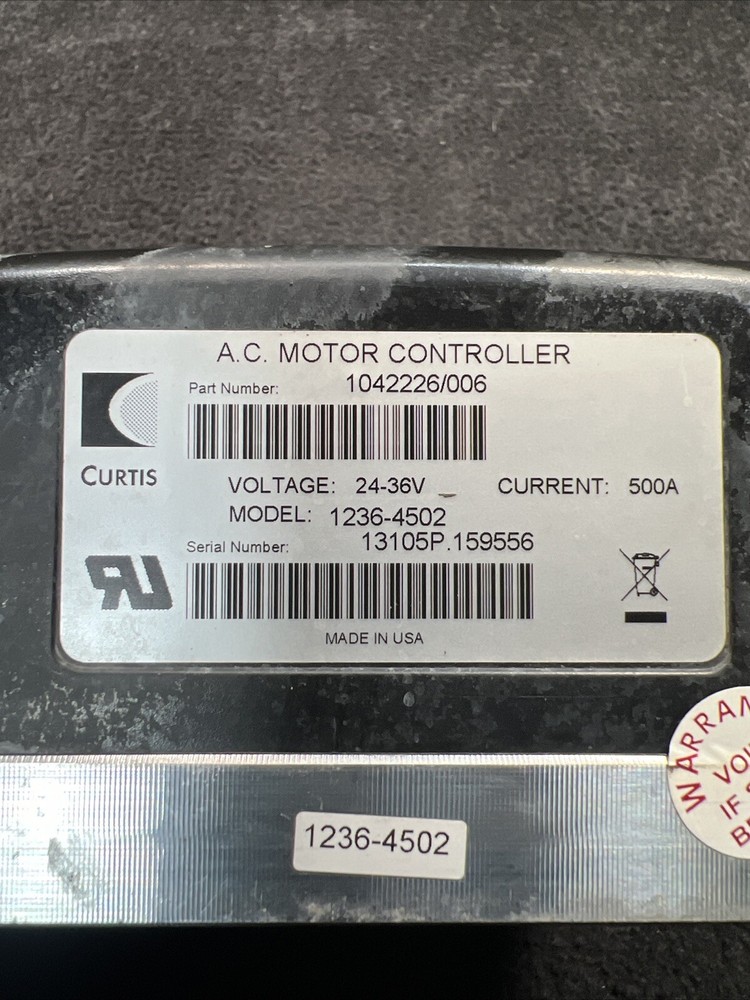 A.C. MOTOR CONTROLLER
Part Number: 1042226/006
CURTIS
VOLTAGE: 24-36V CURRENT: 500A
MODEL: 1236-4502
Serial Number: 13105P.159556
MADE IN USA
WARRAN
VOI
IF
B
1236-4502